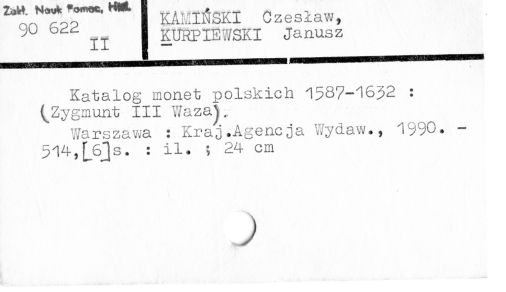 Zakł. Nauk Pomoc. Hist.
90 622
II
KAMIŃSKI Czesław,
KURPIEWSKI Janusz
Katalog monet polskich 1587-1632 :
(Zygmunt III Waza).
Warszawa : Kraj.Agencja Wydaw., 1990. -
514,[6]s. : il. ; 24 cm